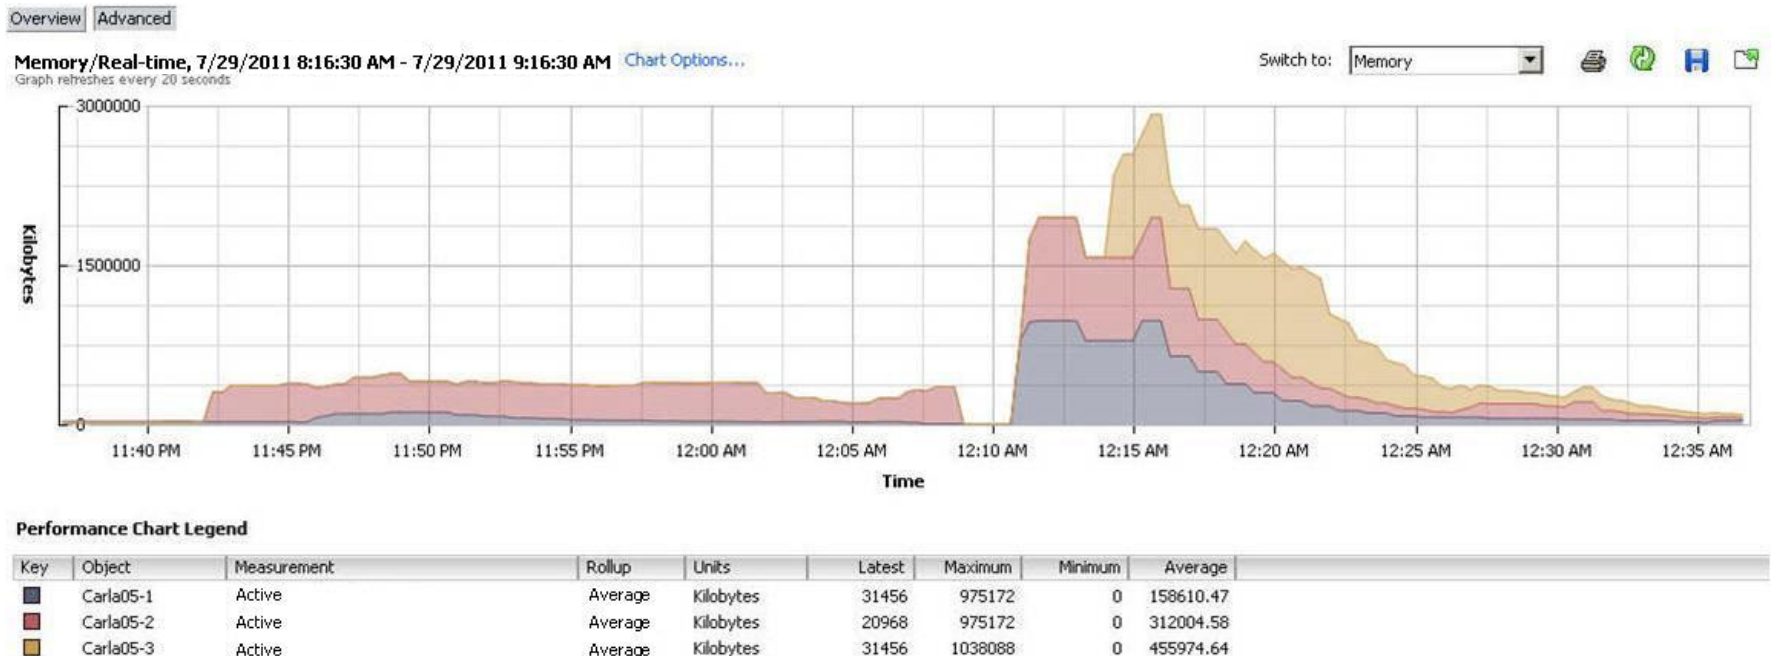 Overview Advanced
Memory/Real-time, 7/29/2011 8:16:30 AM - 7/29/2011 9:16:30 AM Chart Options... Switch to: Memory
Graph refreshes every 20 seconds
3000000
1500000
0
Kilobytes
11:40 PM 11:45 PM 11:50 PM 11:55 PM 12:00 AM 12:05 AM 12:10 AM 12:15 AM 12:20 AM 12:25 AM 12:30 AM 12:35 AM
Time
Performance Chart Legend
Key Object Measurement Rollup Units Latest Maximum Minimum Average
Carla05-1 Active Average Kilobytes 31456 975172 0 158610.47
Carla05-2 Active Average Kilobytes 20968 975172 0 312004.58
Carla05-3 Active Average Kilobytes 31456 1038088 0 455974.64